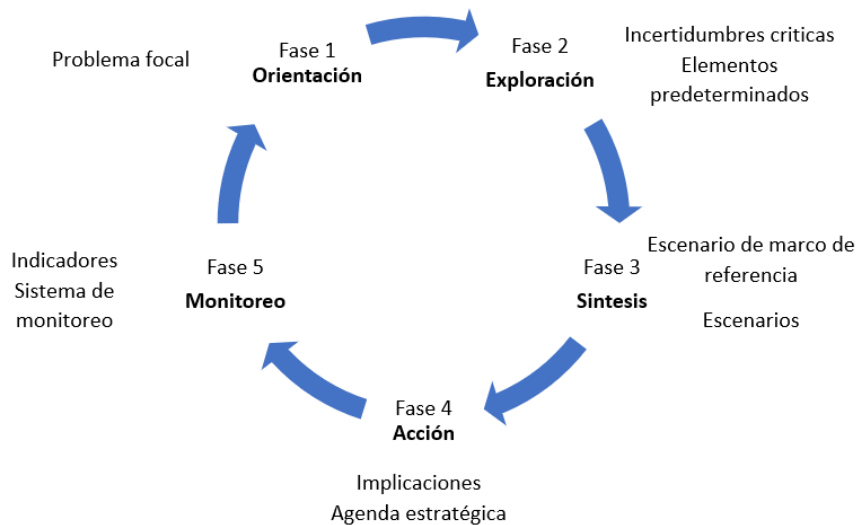 Problema focal
Fase 1
Orientación
Fase 2
Exploración
Incertidumbres criticas
Elementos
predeterminados
Fase 3
Sintesis
Escenario de marco de
referencia
Escenarios
Fase 4
Acción
Implicaciones
Agenda estratégica
Fase 5
Monitoreo
Indicadores
Sistema de
monitoreo